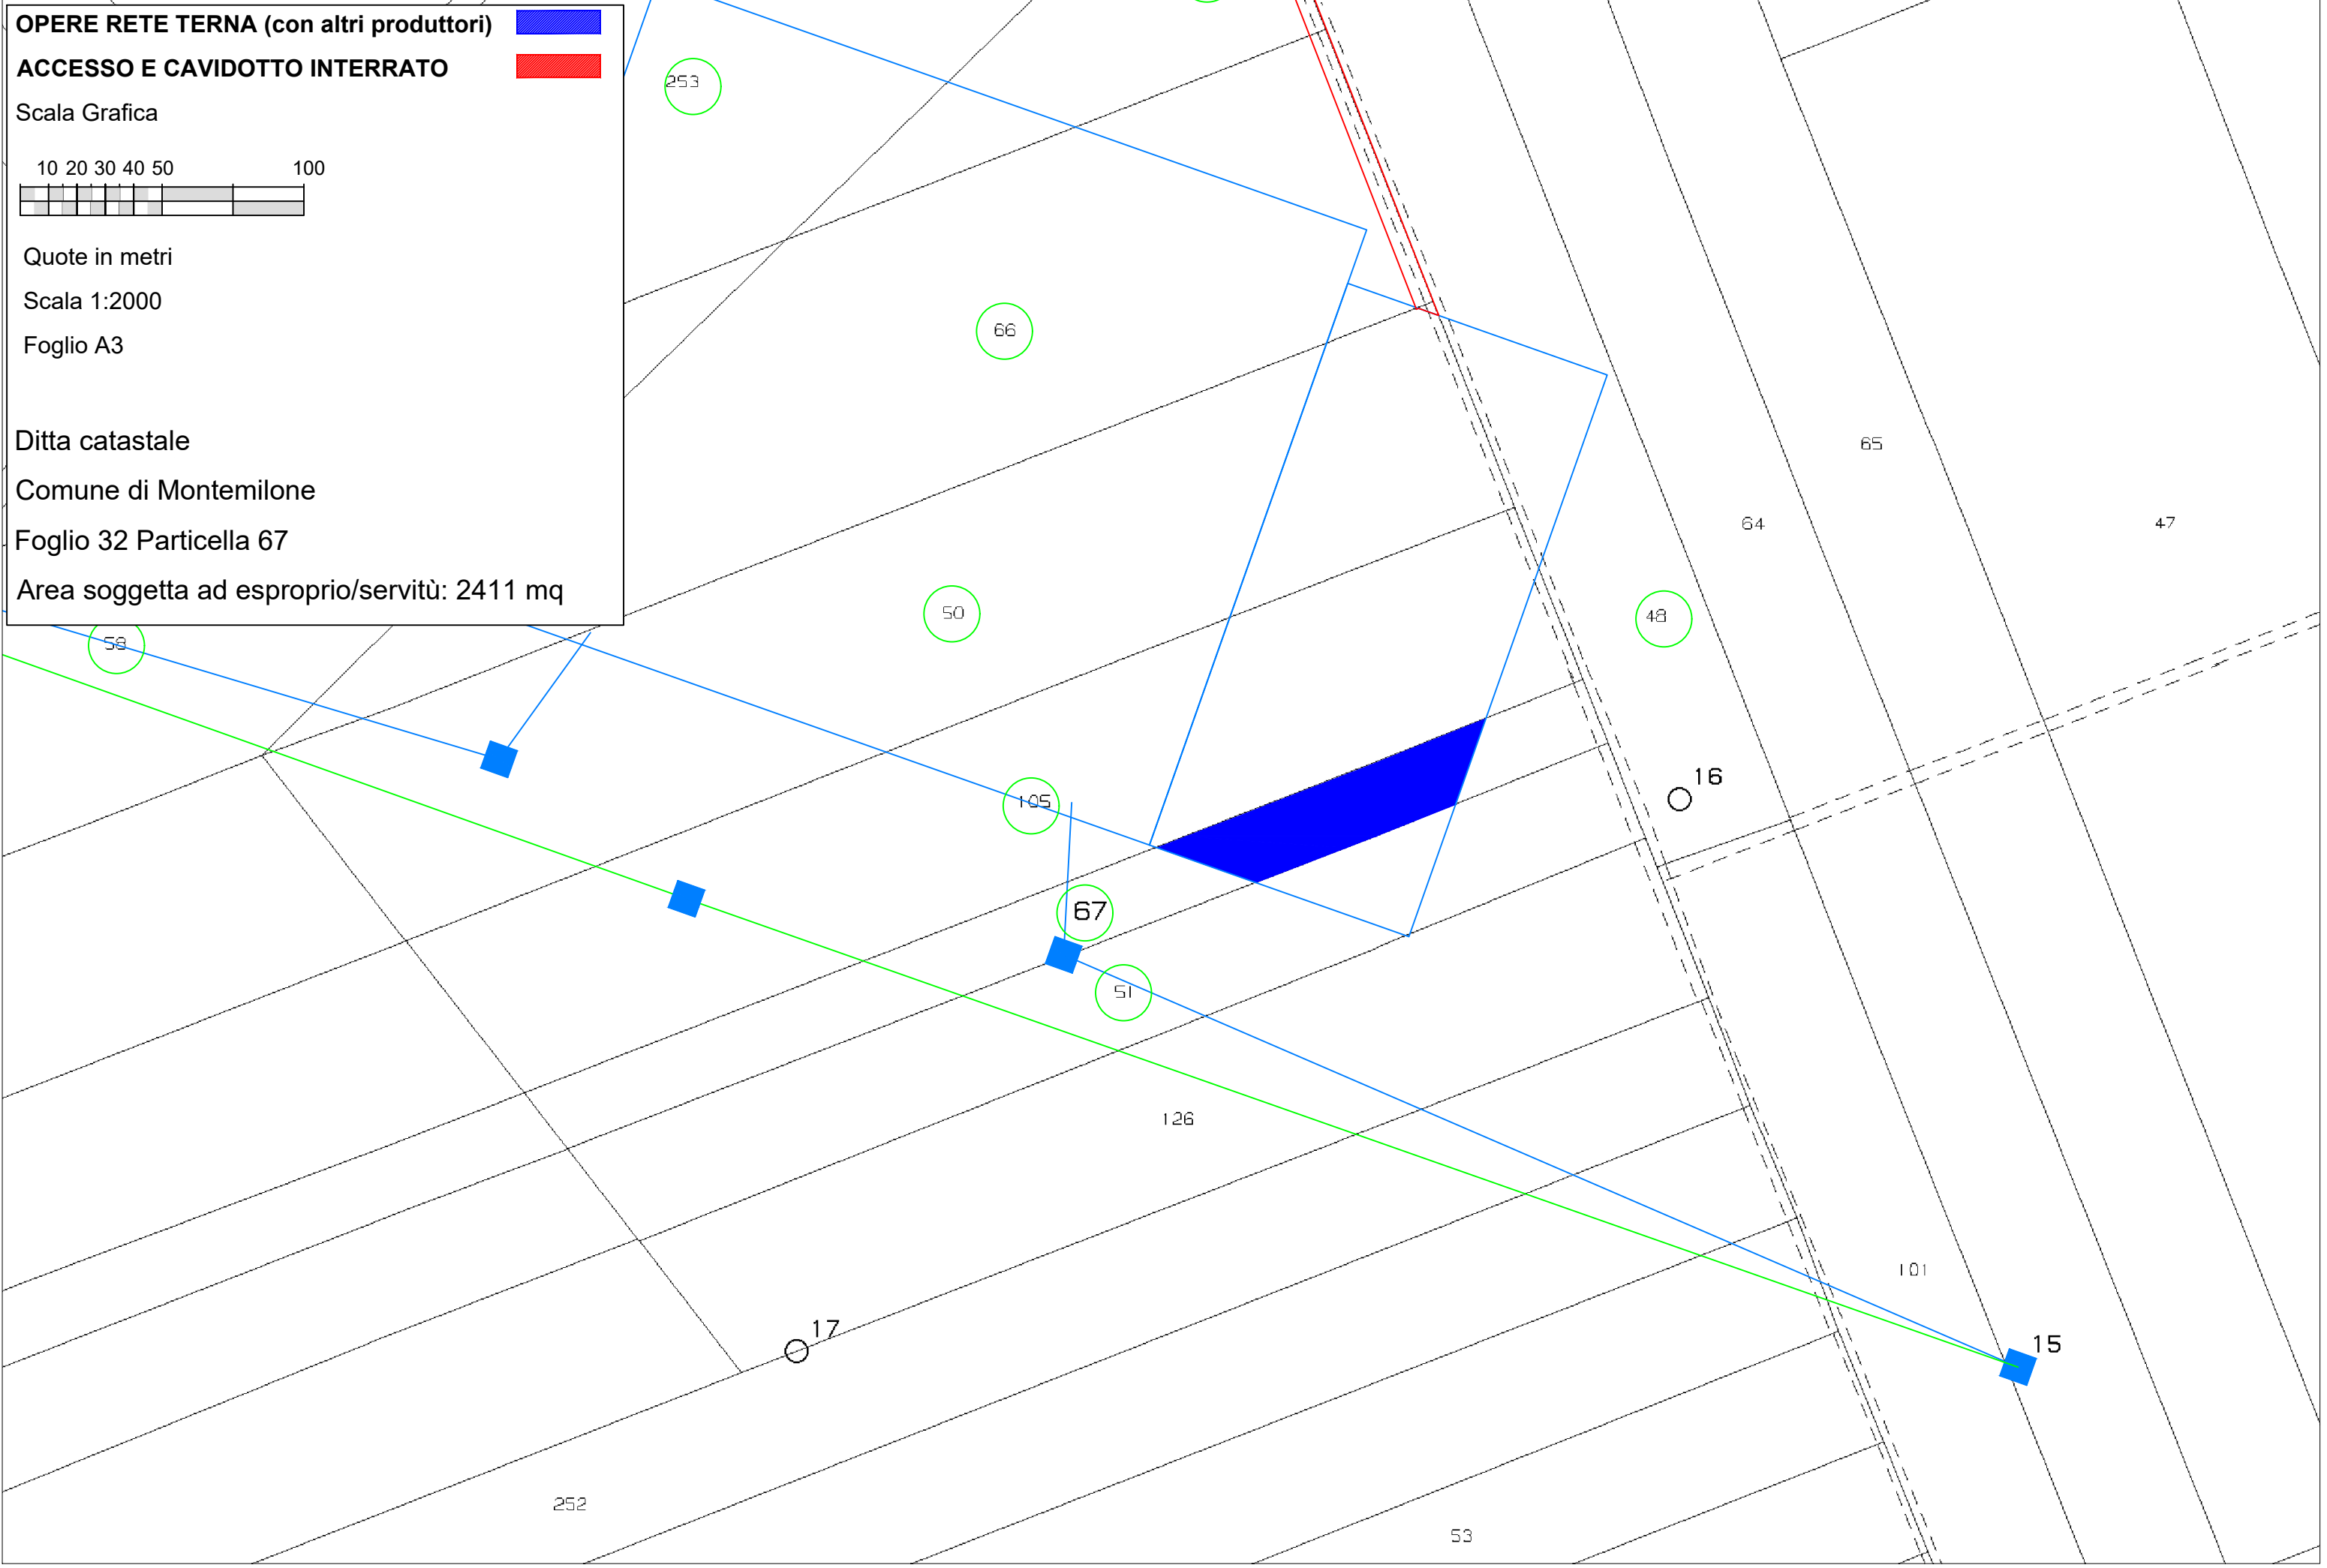 OPERE RETE TERNA (con altri produttori)
ACCESSO E CAVIDOTTO INTERRATO
Scala Grafica
10 20 30 40 50 100
Quote in metri
Scala 1:2000
Foglio A3
Ditta catastale
Comune di Montemilone
Foglio 32 Particella 67
Area soggetta ad esproprio/servitù: 2411 mq
253
66
65
64
47
50
48
58
16
105
67
51
126
101
17
15
252
53